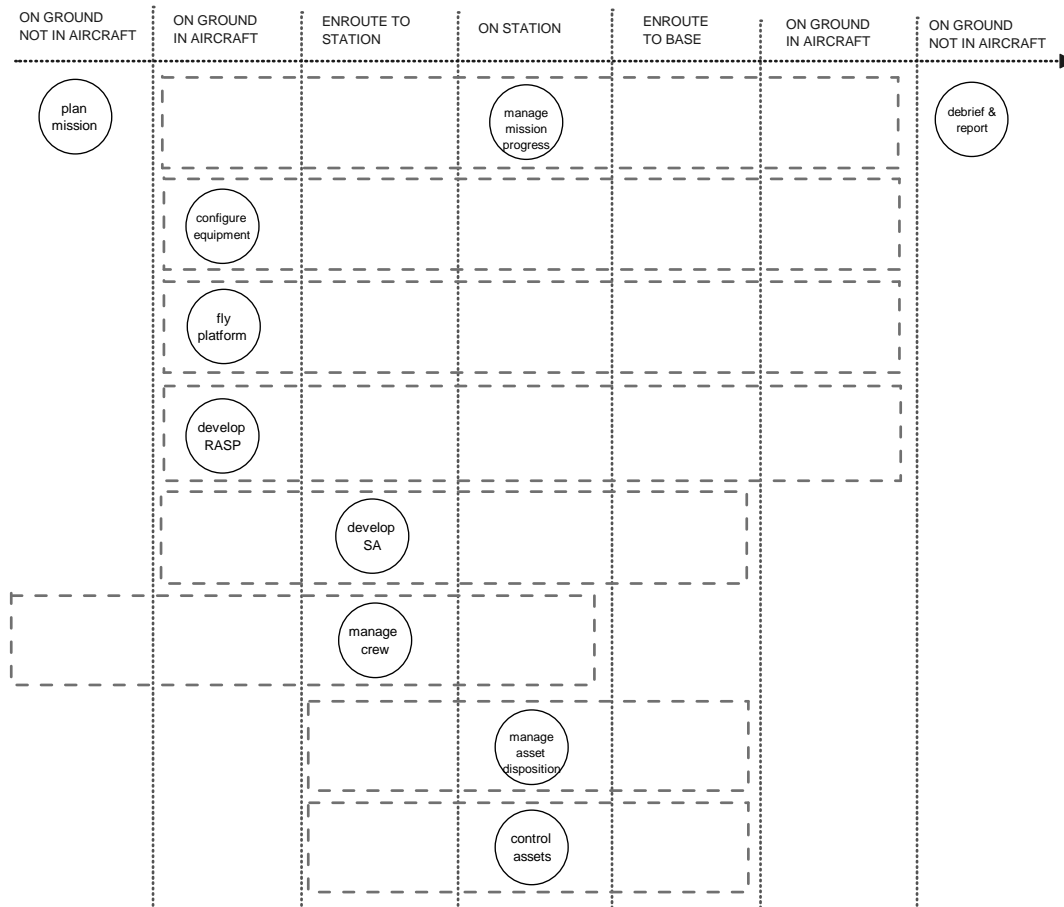 ON GROUND
NOT IN AIRCRAFT
ON GROUND
IN AIRCRAFT
ENROUTE TO
STATION
ON STATION
ENROUTE
TO BASE
ON GROUND
IN AIRCRAFT
ON GROUND
NOT IN AIRCRAFT
plan
mission
manage
mission
progress
debrief &
report
configure
equipment
fly
platform
develop
RASP
develop
SA
manage
crew
manage
asset
disposition
control
assets